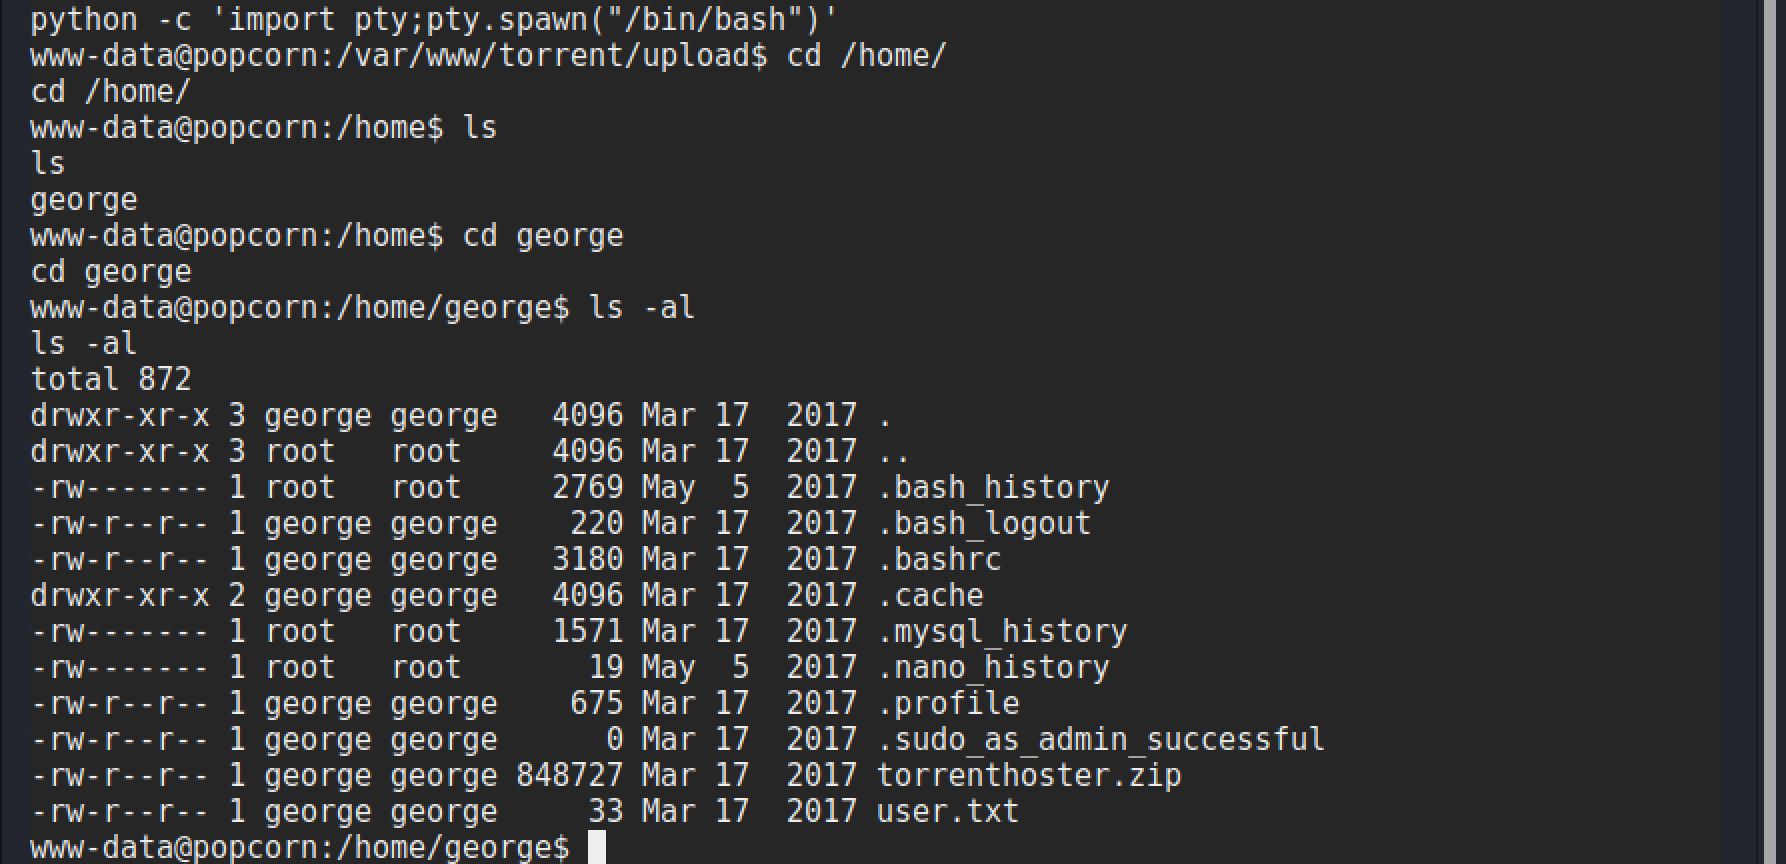 python -c 'import pty;pty.spawn("/bin/bash")'
www-data@popcorn:/var/www/torrent/upload$ cd /home/
cd /home/
www-data@popcorn:/home$ ls
ls
george
www-data@popcorn:/home$ cd george
cd george
www-data@popcorn:/home/george$ ls -al
ls -al
total 872
drwxr-xr-x 3 george george   4096 Mar 17  2017 .
drwxr-xr-x 3 root   root     4096 Mar 17  2017 ..
-rw------- 1 root   root     2769 May  5  2017 .bash_history
-rw-r--r-- 1 george george    220 Mar 17  2017 .bash_logout
-rw-r--r-- 1 george george   3180 Mar 17  2017 .bashrc
drwxr-xr-x 2 george george   4096 Mar 17  2017 .cache
-rw------- 1 root   root     1571 Mar 17  2017 .mysql_history
-rw------- 1 root   root       19 May  5  2017 .nano_history
-rw-r--r-- 1 george george    675 Mar 17  2017 .profile
-rw-r--r-- 1 george george      0 Mar 17  2017 .sudo_as_admin_successful
-rw-r--r-- 1 george george 848727 Mar 17  2017 torrenthoster.zip
-rw-r--r-- 1 george george     33 Mar 17  2017 user.txt
www-data@popcorn:/home/george$